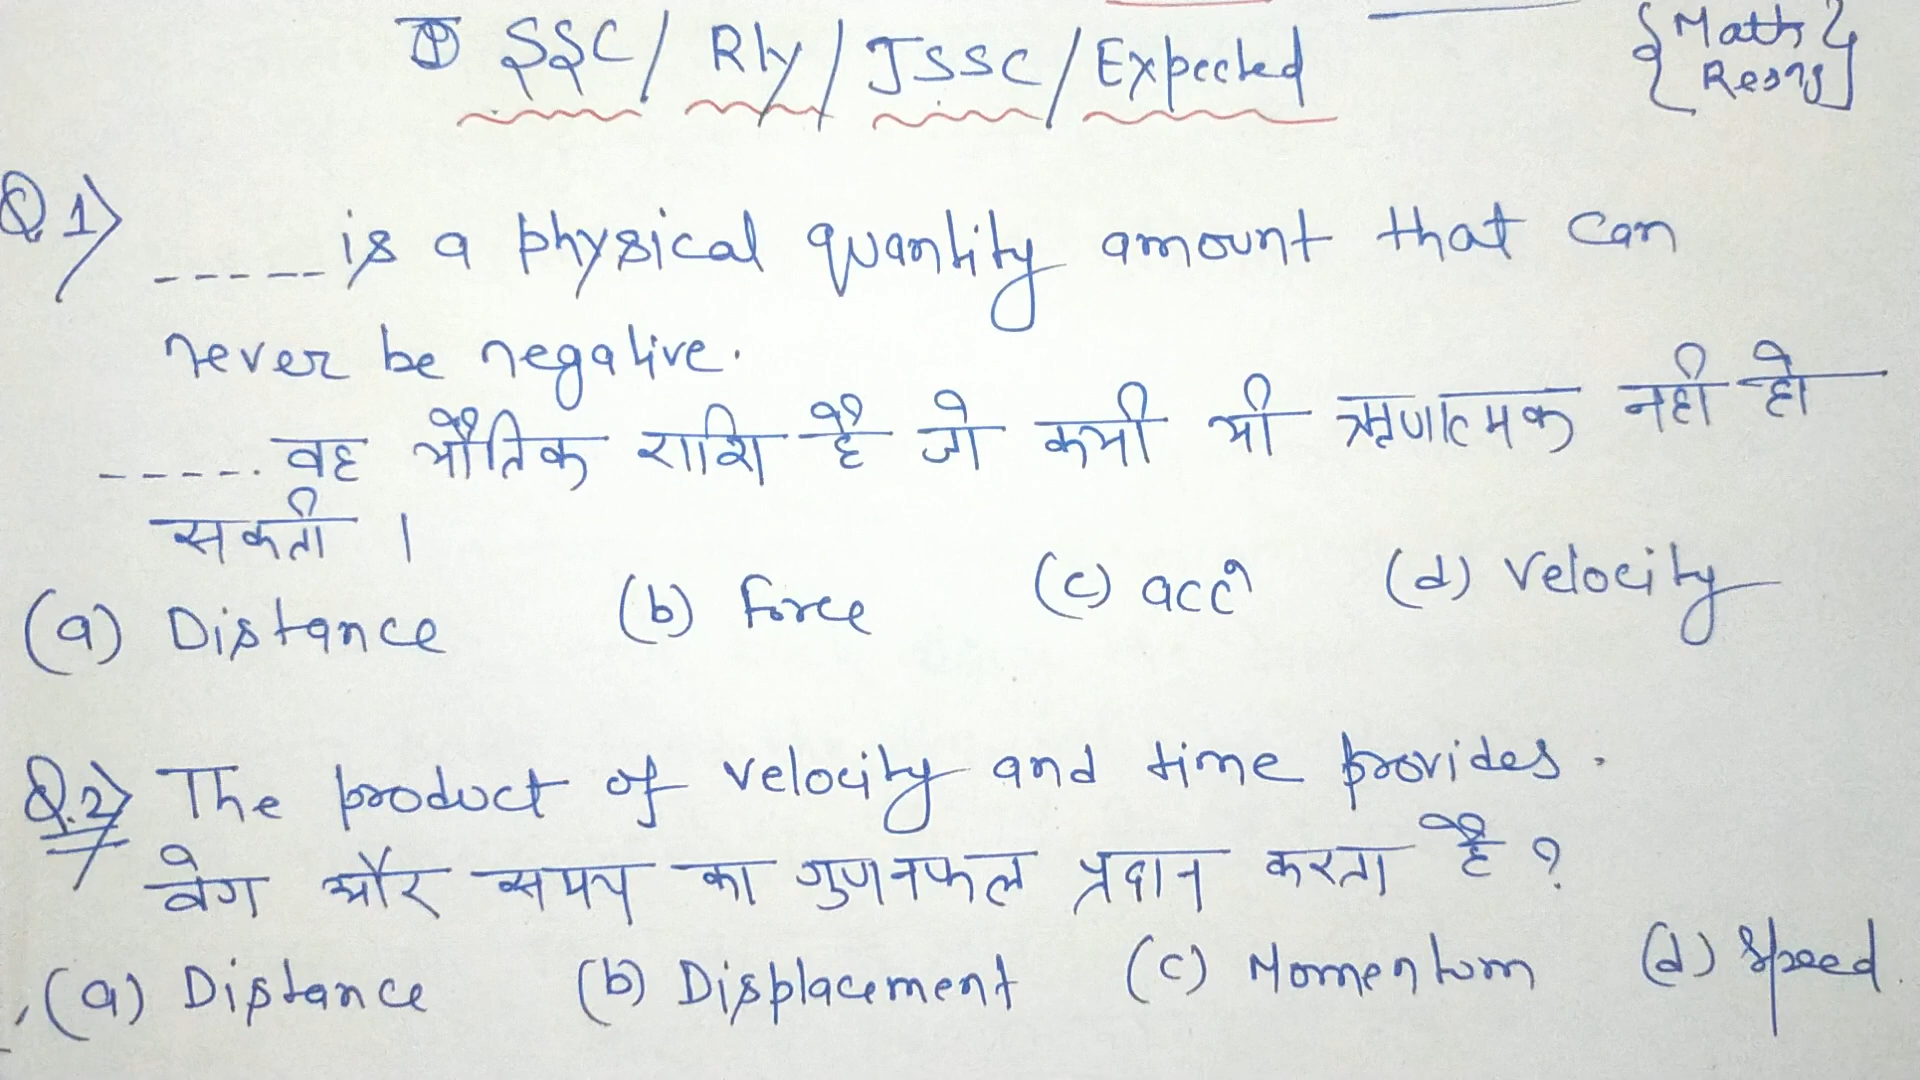 SSC/ Rly/ JSSC/ Expected
{Math
Resng}
Q1) -----is a physical quantity amount that can
never be negative.
-----. वह भौतिक राशि है जो कभी भी ऋणात्मक नही हो
सकती ।
(a) Distance (b) Force (c) accⁿ (d) Velocity
Q.2) The product of velocity and time provides.
वेग और समय का गुणनफल प्रदान करता है ?
(a) Distance (b) Displacement (c) Momentum (d) Speed.